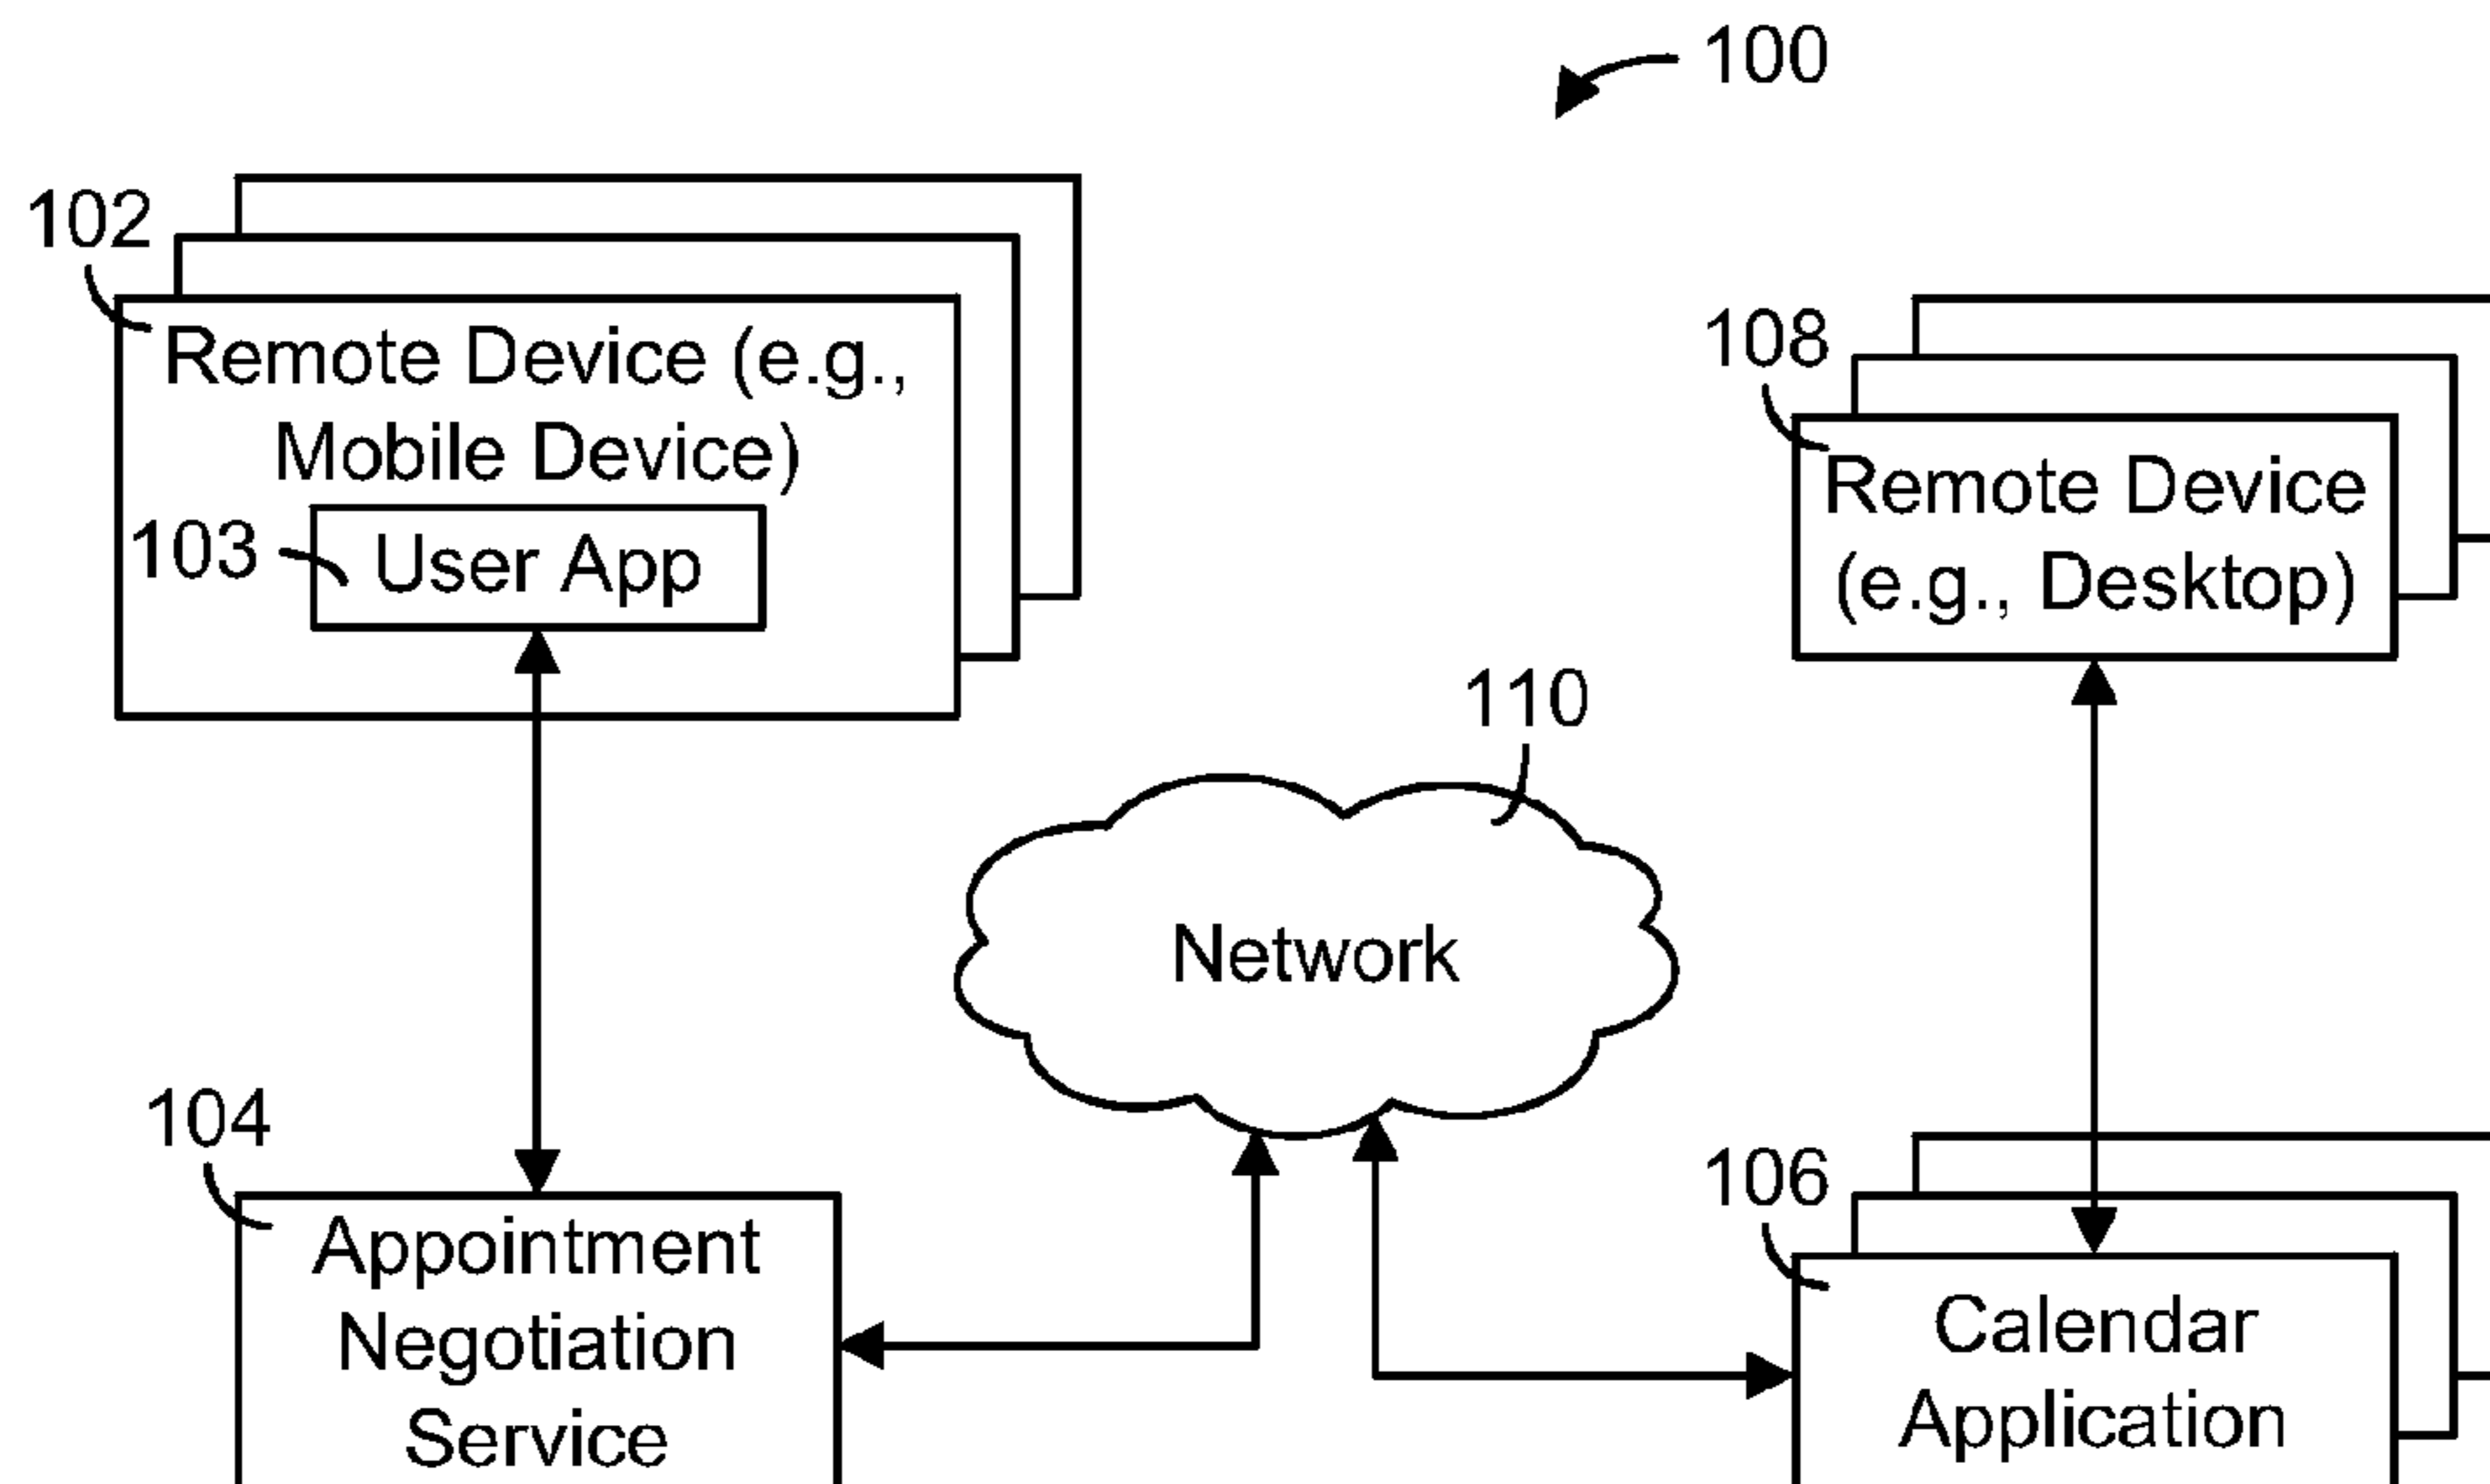 100
102
Remote Device (e.g.,
Mobile Device)
103
User App
108
Remote Device
(e.g., Desktop)
110
Network
104
Appointment
Negotiation
Service
106
Calendar
Application